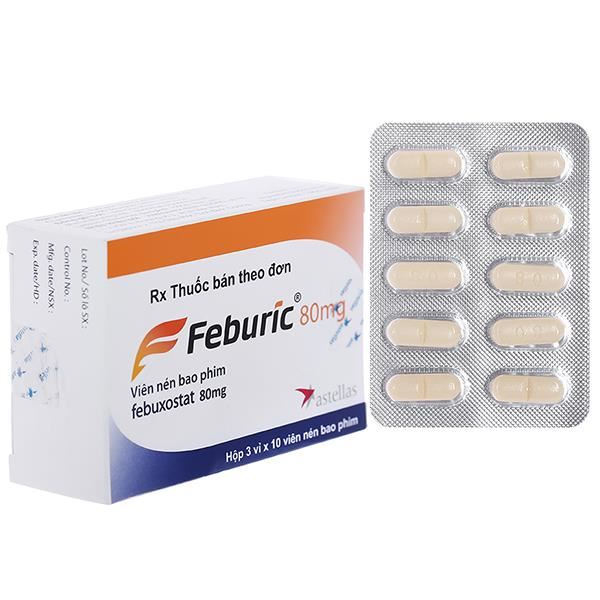 Lot No./ Số lô SX :
Control No. :
Mfg. date/NSX :
Exp. date/HD :
Rx Thuốc bán theo đơn
Feburic® 80mg
Viên nén bao phim
febuxostat 80mg
astellas
Hộp 3 vỉ x 10 viên nén bao phim